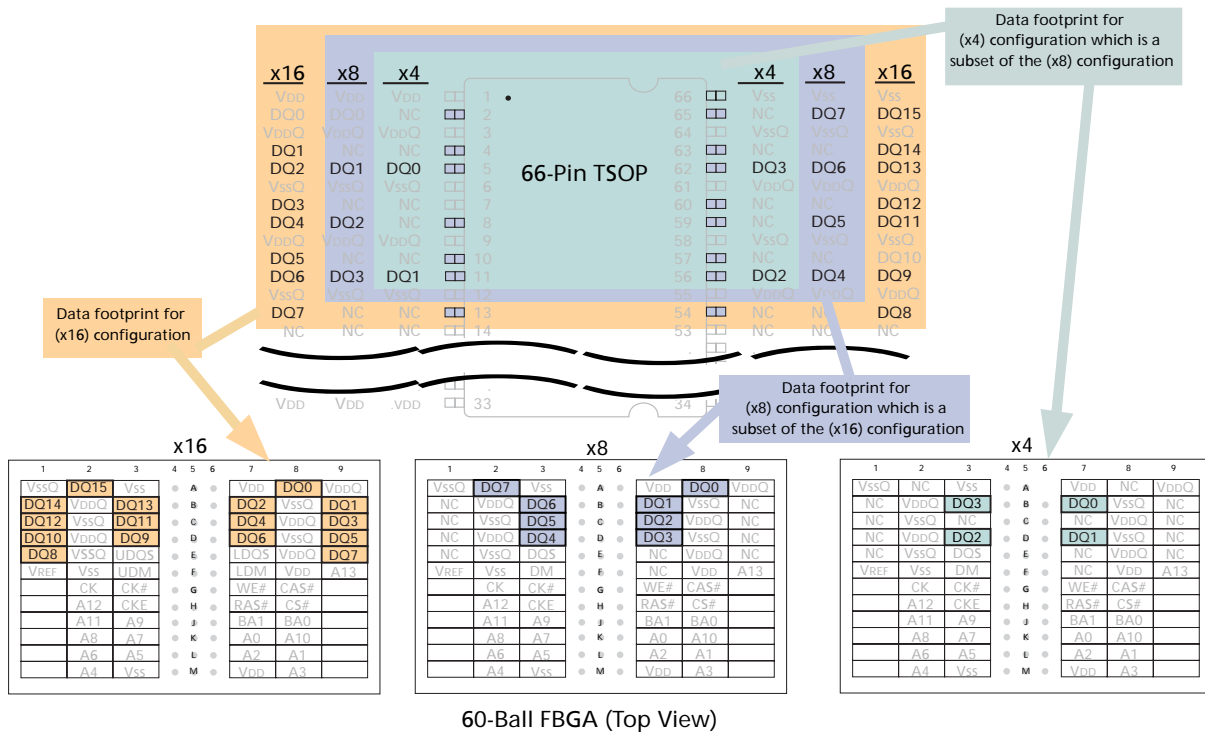 Data footprint for
(x4) configuration which is a
subset of the (x8) configuration
x16 x8 x4 x4 x8 x16
VDD VDD VDD 1 66 VSS VSS VSS
DQ0 DQ0 NC 2 65 NC DQ7 DQ15
VDDQ VDDQ VDDQ 3 64 VSSQ VSSQ VSSQ
DQ1 NC NC 4 63 NC NC DQ14
DQ2 DQ1 DQ0 5 66-Pin TSOP 62 DQ3 DQ6 DQ13
VSSQ VSSQ VSSQ 6 61 VDDQ VDDQ VDDQ
DQ3 NC NC 7 60 NC NC DQ12
DQ4 DQ2 NC 8 59 NC DQ5 DQ11
VDDQ VDDQ VDDQ 9 58 VSSQ VSSQ VSSQ
DQ5 NC NC 10 57 NC NC DQ10
DQ6 DQ3 DQ1 11 56 DQ2 DQ4 DQ9
VSSQ VSSQ VSSQ 12 55 VDDQ VDDQ VDDQ
DQ7 NC NC 13 54 NC NC DQ8
NC NC NC 14 53 NC NC NC
Data footprint for
(x16) configuration
VDD VDD .VDD 33 34
Data footprint for
(x8) configuration which is a
subset of the (x16) configuration
x16
1 2 3 4 5 6 7 8 9
VSSQ DQ15 VSS A VDD DQ0 VDDQ
DQ14 VDDQ DQ13 B DQ2 VSSQ DQ1
DQ12 VSSQ DQ11 C DQ4 VDDQ DQ3
DQ10 VDDQ DQ9 D DQ6 VSSQ DQ5
DQ8 VSSQ UDQS E LDQS VDDQ DQ7
VREF VSS UDM F LDM VDD A13
CK CK# G WE# CAS#
A12 CKE H RAS# CS#
A11 A9 J BA1 BA0
A8 A7 K A0 A10
A6 A5 L A2 A1
A4 VSS M VDD A3
x8
1 2 3 4 5 6 7 8 9
VSSQ DQ7 VSS A VDD DQ0 VDDQ
NC VDDQ DQ6 B DQ1 VSSQ NC
NC VSSQ DQ5 C DQ2 VDDQ NC
NC VDDQ DQ4 D DQ3 VSSQ NC
NC VSSQ DQS E NC VDDQ NC
VREF VSS DM F NC VDD A13
CK CK# G WE# CAS#
A12 CKE H RAS# CS#
A11 A9 J BA1 BA0
A8 A7 K A0 A10
A6 A5 L A2 A1
A4 VSS M VDD A3
x4
1 2 3 4 5 6 7 8 9
VSSQ NC VSS A VDD NC VDDQ
NC VDDQ DQ3 B DQ0 VSSQ NC
NC VSSQ NC C NC VDDQ NC
NC VDDQ DQ2 D DQ1 VSSQ NC
NC VSSQ DQS E NC VDDQ NC
VREF VSS DM F NC VDD A13
CK CK# G WE# CAS#
A12 CKE H RAS# CS#
A11 A9 J BA1 BA0
A8 A7 K A0 A10
A6 A5 L A2 A1
A4 VSS M VDD A3
60-Ball FBGA (Top View)